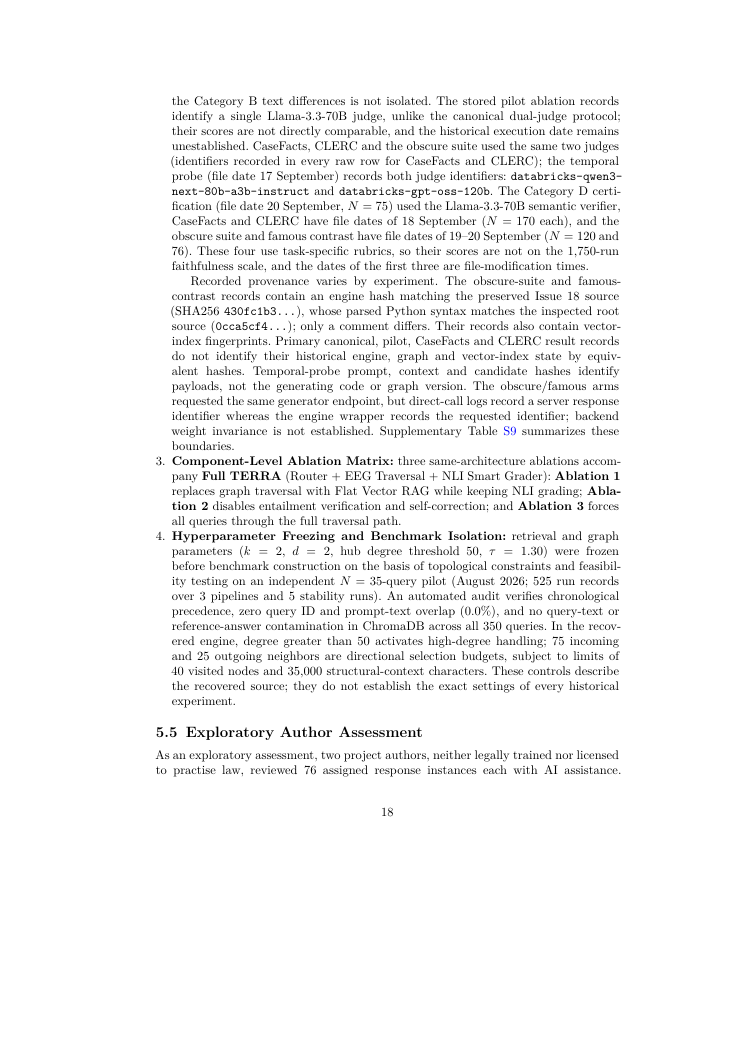 the Category B text differences is not isolated. The stored pilot ablation records
identify a single Llama-3.3-70B judge, unlike the canonical dual-judge protocol;
their scores are not directly comparable, and the historical execution date remains
unestablished. CaseFacts, CLERC and the obscure suite used the same two judges
(identifiers recorded in every raw row for CaseFacts and CLERC); the temporal
probe (file date 17 September) records both judge identifiers: databricks-qwen3-
next-80b-a3b-instruct and databricks-gpt-oss-120b. The Category D certi-
fication (file date 20 September, N = 75) used the Llama-3.3-70B semantic verifier,
CaseFacts and CLERC have file dates of 18 September (N = 170 each), and the
obscure suite and famous contrast have file dates of 19–20 September (N = 120 and
76). These four use task-specific rubrics, so their scores are not on the 1,750-run
faithfulness scale, and the dates of the first three are file-modification times.
Recorded provenance varies by experiment. The obscure-suite and famous-
contrast records contain an engine hash matching the preserved Issue 18 source
(SHA256 430fc1b3...), whose parsed Python syntax matches the inspected root
source (0cca5cf4...); only a comment differs. Their records also contain vector-
index fingerprints. Primary canonical, pilot, CaseFacts and CLERC result records
do not identify their historical engine, graph and vector-index state by equiv-
alent hashes. Temporal-probe prompt, context and candidate hashes identify
payloads, not the generating code or graph version. The obscure/famous arms
requested the same generator endpoint, but direct-call logs record a server response
identifier whereas the engine wrapper records the requested identifier; backend
weight invariance is not established. Supplementary Table S9 summarizes these
boundaries.
3. Component-Level Ablation Matrix: three same-architecture ablations accom-
pany Full TERRA (Router + EEG Traversal + NLI Smart Grader): Ablation 1
replaces graph traversal with Flat Vector RAG while keeping NLI grading; Abla-
tion 2 disables entailment verification and self-correction; and Ablation 3 forces
all queries through the full traversal path.
4. Hyperparameter Freezing and Benchmark Isolation: retrieval and graph
parameters (k = 2, d = 2, hub degree threshold 50, τ = 1.30) were frozen
before benchmark construction on the basis of topological constraints and feasibil-
ity testing on an independent N = 35-query pilot (August 2026; 525 run records
over 3 pipelines and 5 stability runs). An automated audit verifies chronological
precedence, zero query ID and prompt-text overlap (0.0%), and no query-text or
reference-answer contamination in ChromaDB across all 350 queries. In the recov-
ered engine, degree greater than 50 activates high-degree handling; 75 incoming
and 25 outgoing neighbors are directional selection budgets, subject to limits of
40 visited nodes and 35,000 structural-context characters. These controls describe
the recovered source; they do not establish the exact settings of every historical
experiment.
5.5 Exploratory Author Assessment
As an exploratory assessment, two project authors, neither legally trained nor licensed
to practise law, reviewed 76 assigned response instances each with AI assistance.
18